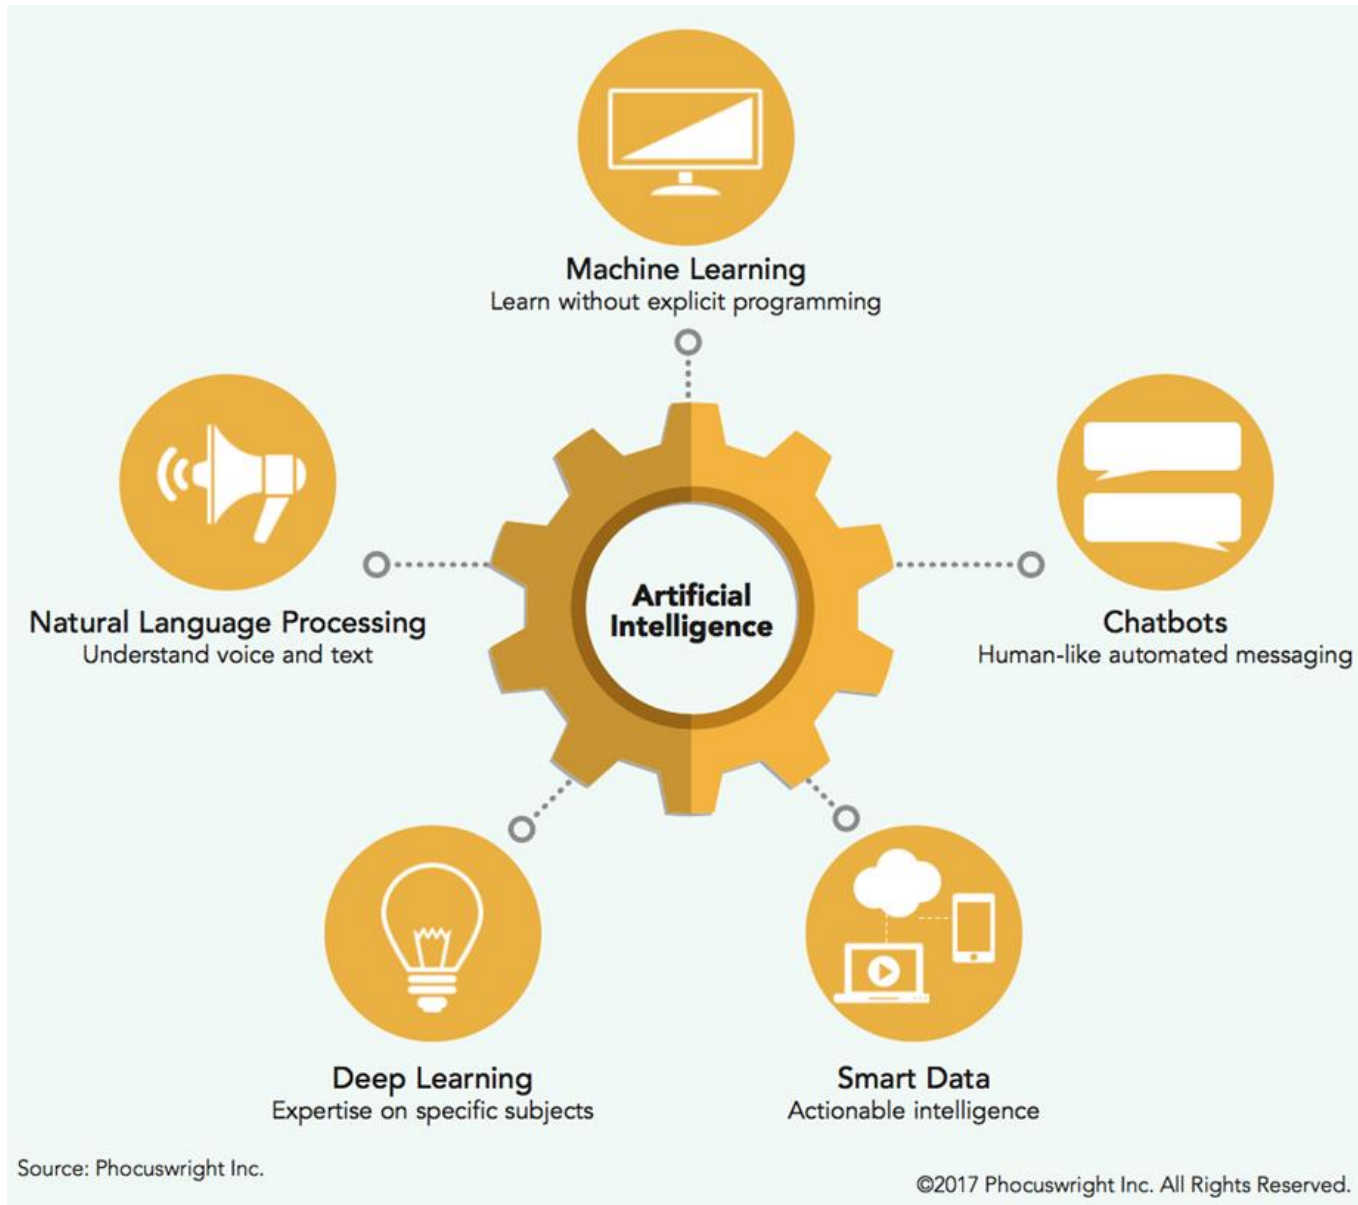 Machine Learning
Learn without explicit programming
Natural Language Processing
Understand voice and text
Artificial
Intelligence
Chatbots
Human-like automated messaging
Deep Learning
Expertise on specific subjects
Smart Data
Actionable intelligence
Source: Phocuswright Inc.
©2017 Phocuswright Inc. All Rights Reserved.